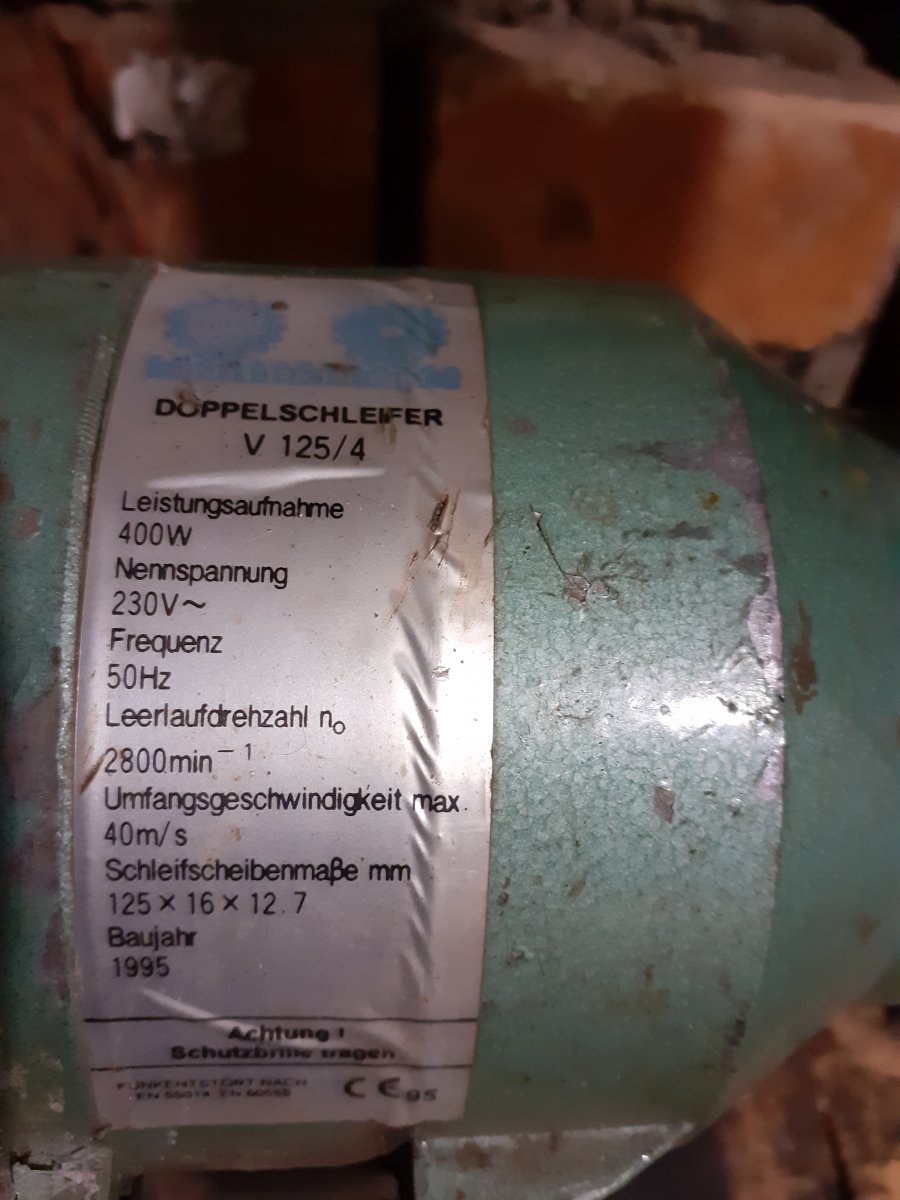 DOPPELSCHLEIFER
V 125/4
Leistungsaufnahme
400W
Nennspannung
230V~
Frequenz
50Hz
Leerlaufdrehzahl n₀
2800min⁻¹
Umfangsgeschwindigkeit max.
40m/s
Schleifscheibenmaße mm
125 × 16 × 12.7
Baujahr
1995
Achtung !
Schutzbrille tragen
FUNKENTSTÖRT NACH
EN 55014 EN 60555
CE 95